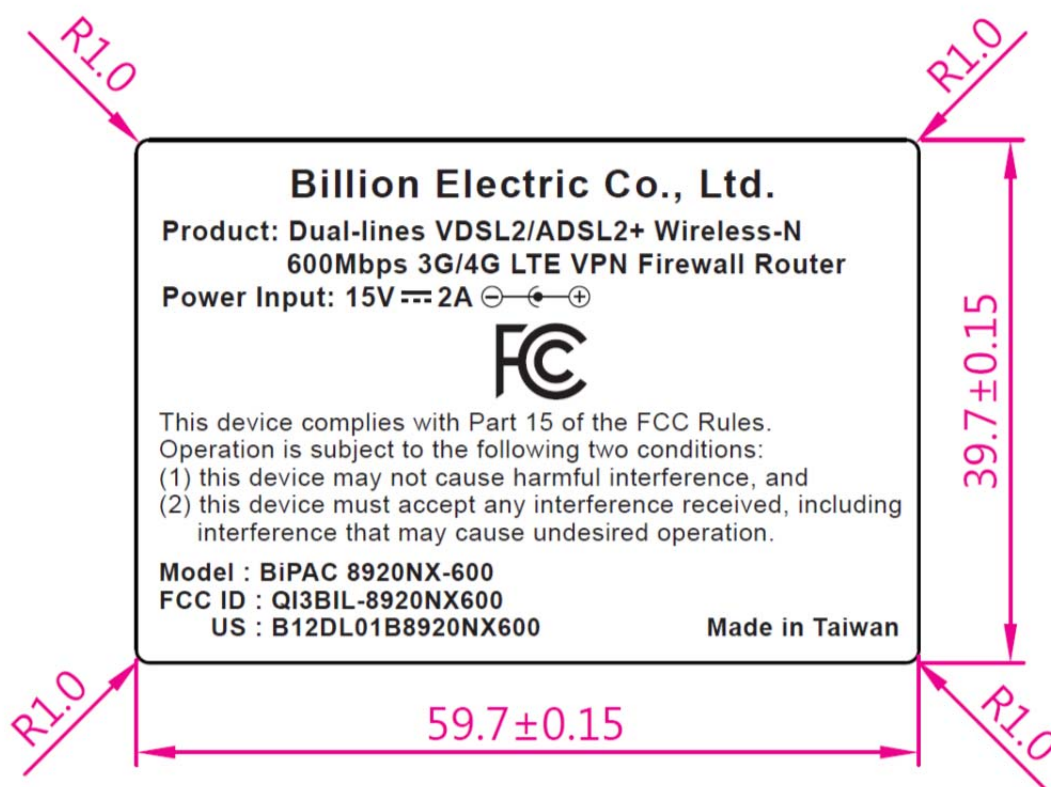 R1.0
R1.0
Billion Electric Co., Ltd.
Product: Dual-lines VDSL2/ADSL2+ Wireless-N
600Mbps 3G/4G LTE VPN Firewall Router
Power Input: 15V⎓2A ⊖-⊕
FCC
This device complies with Part 15 of the FCC Rules.
Operation is subject to the following two conditions:
(1) this device may not cause harmful interference, and
(2) this device must accept any interference received, including
interference that may cause undesired operation.
Model : BiPAC 8920NX-600
FCC ID : QI3BIL-8920NX600
US : B12DL01B8920NX600 Made in Taiwan
39.7±0.15
R1.0
59.7±0.15
R1.0